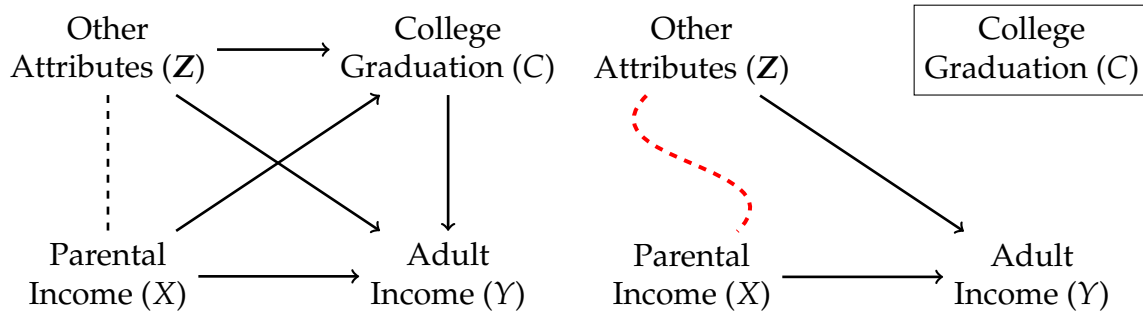 Other
Attributes (Z)
College
Graduation (C)
Parental
Income (X)
Adult
Income (Y)
Other
Attributes (Z)
College
Graduation (C)
Parental
Income (X)
Adult
Income (Y)